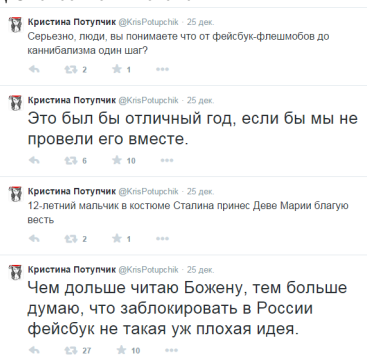 Кристина Потупчик @KrisPotupchik · 25 дек.
Серьезно, люди, вы понимаете что от фейсбук-флешмобов до
каннибализма один шаг?
2 1
Кристина Потупчик @KrisPotupchik · 25 дек.
Это был бы отличный год, если бы мы не
провели его вместе.
6 10
Кристина Потупчик @KrisPotupchik · 25 дек.
12-летний мальчик в костюме Сталина принес Деве Марии благую
весть
2 1
Кристина Потупчик @KrisPotupchik · 25 дек.
Чем дольше читаю Божену, тем больше
думаю, что заблокировать в России
фейсбук не такая уж плохая идея.
27 10